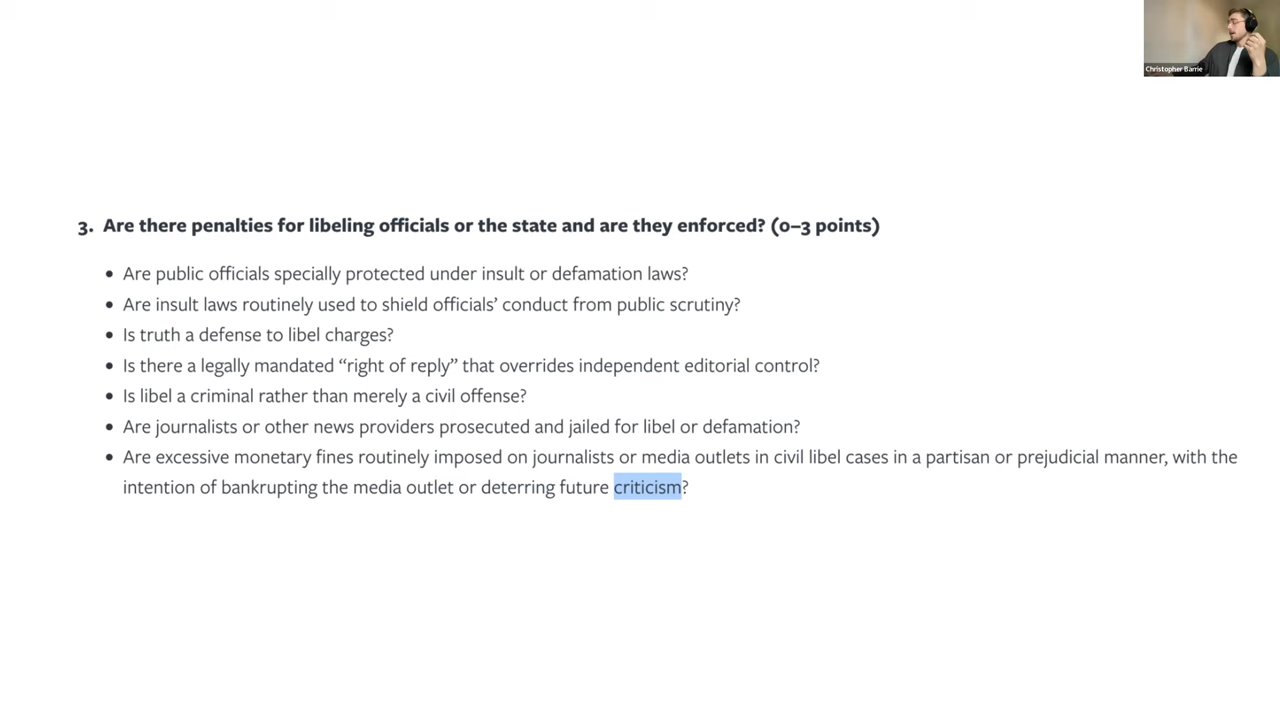 Christopher Barrie
3. Are there penalties for libeling officials or the state and are they enforced? (0–3 points)
• Are public officials specially protected under insult or defamation laws?
• Are insult laws routinely used to shield officials’ conduct from public scrutiny?
• Is truth a defense to libel charges?
• Is there a legally mandated “right of reply” that overrides independent editorial control?
• Is libel a criminal rather than merely a civil offense?
• Are journalists or other news providers prosecuted and jailed for libel or defamation?
• Are excessive monetary fines routinely imposed on journalists or media outlets in civil libel cases in a partisan or prejudicial manner, with the
intention of bankrupting the media outlet or deterring future criticism?